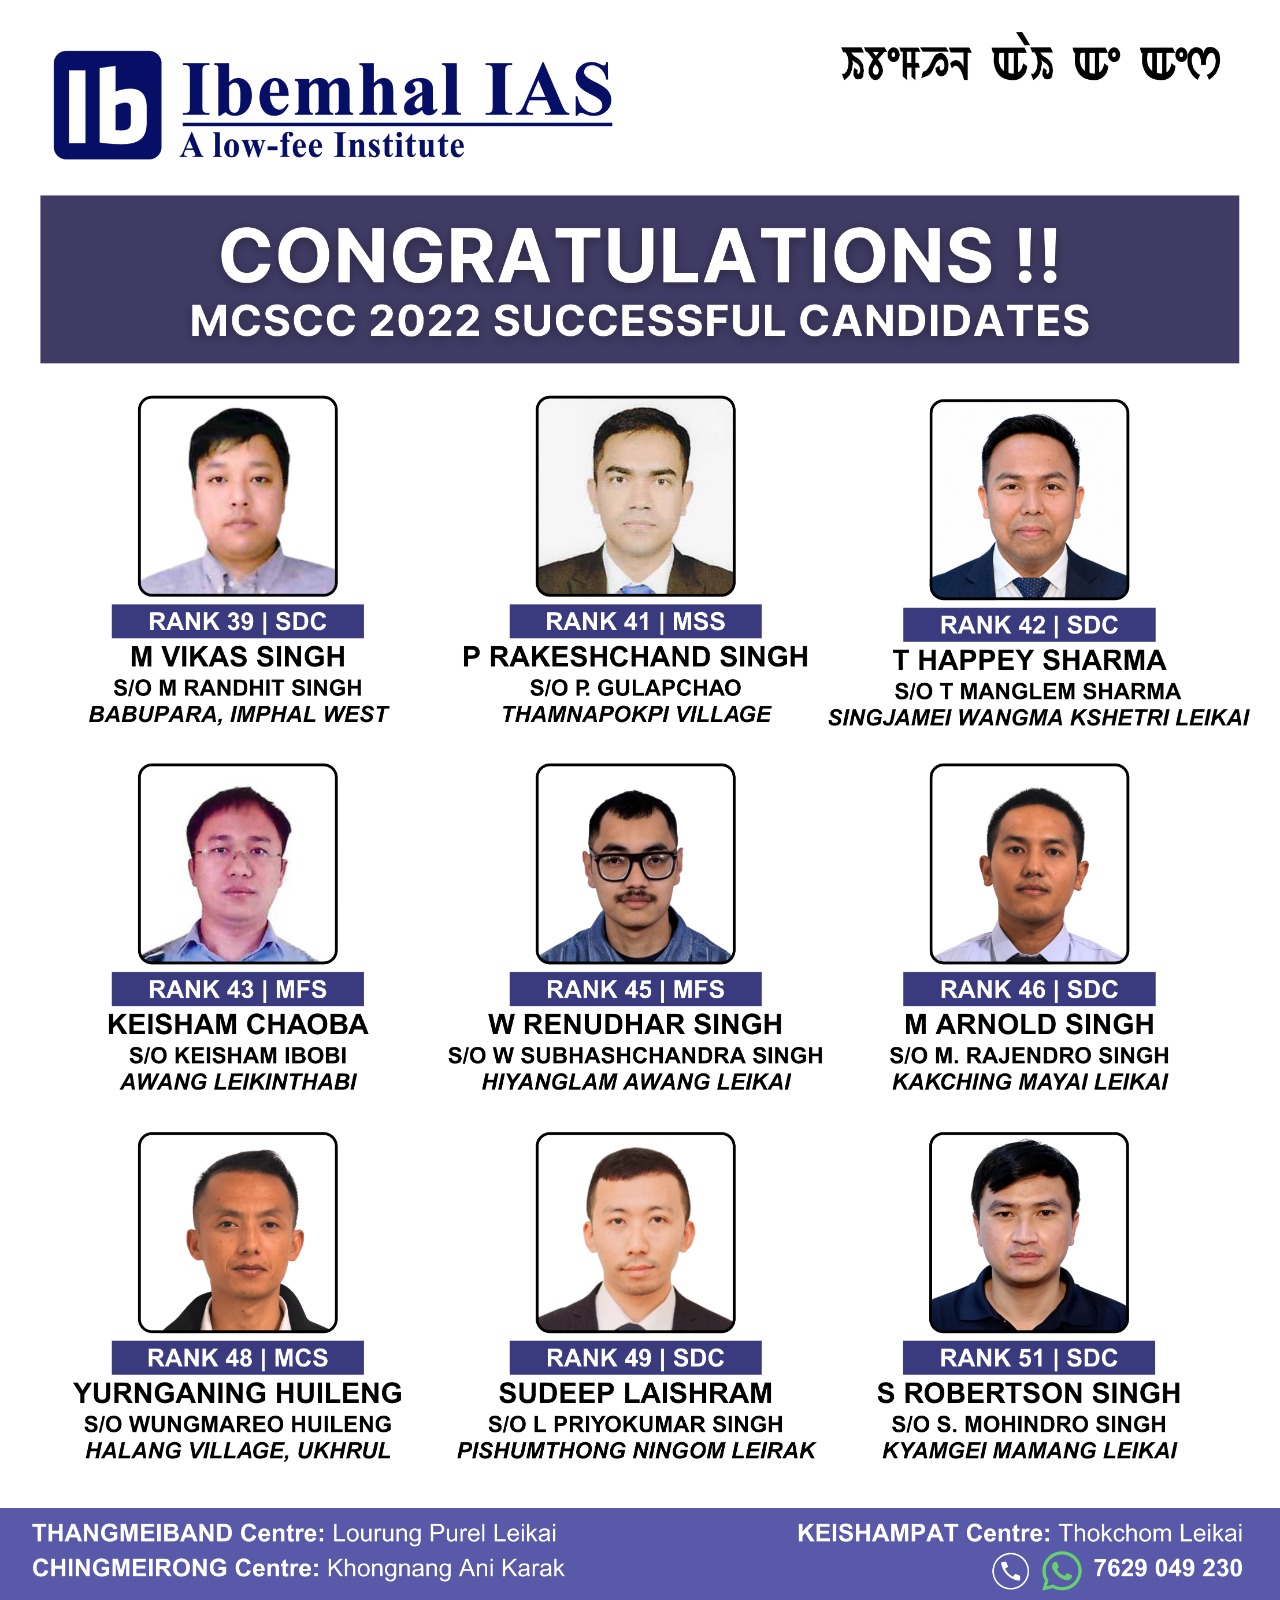 Ib
Ibemhal IAS
A low-fee Institute
CONGRATULATIONS !!
MCSCC 2022 SUCCESSFUL CANDIDATES
RANK 39 | SDC
M VIKAS SINGH
S/O M RANDHIT SINGH
BABUPARA, IMPHAL WEST
RANK 41 | MSS
P RAKESHCHAND SINGH
S/O P. GULAPCHAO
THAMNAPOKPI VILLAGE
RANK 42 | SDC
T HAPPEY SHARMA
S/O T MANGLEM SHARMA
SINGJAMEI WANGMA KSHETRI LEIKAI
RANK 43 | MFS
KEISHAM CHAOBA
S/O KEISHAM IBOBI
AWANG LEIKINTHABI
RANK 45 | MFS
W RENUDHAR SINGH
S/O W SUBHASHCHANDRA SINGH
HIYANGLAM AWANG LEIKAI
RANK 46 | SDC
M ARNOLD SINGH
S/O M. RAJENDRO SINGH
KAKCHING MAYAI LEIKAI
RANK 48 | MCS
YURNGANING HUILENG
S/O WUNGMAREO HUILENG
HALANG VILLAGE, UKHRUL
RANK 49 | SDC
SUDEEP LAISHRAM
S/O L PRIYOKUMAR SINGH
PISHUMTHONG NINGOM LEIRAK
RANK 51 | SDC
S ROBERTSON SINGH
S/O S. MOHINDRO SINGH
KYAMGEI MAMANG LEIKAI
THANGMEIBAND Centre: Lourung Purel Leikai
CHINGMEIRONG Centre: Khongnang Ani Karak
KEISHAMPAT Centre: Thokchom Leikai
7629 049 230